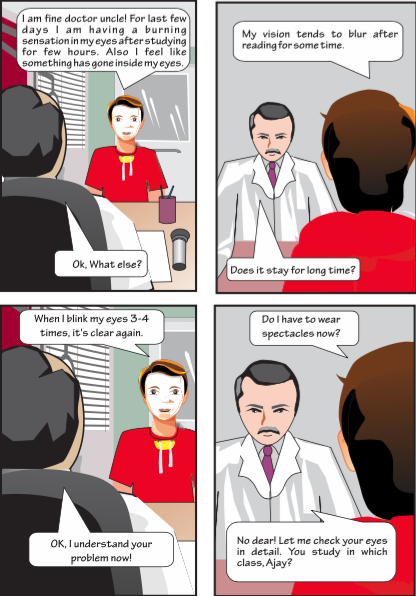 I am fine doctor uncle! For last few
days I am having a burning
sensation in my eyes after studying
for few hours. Also I feel like
something has gone inside my eyes.
Ok, What else?
My vision tends to blur after
reading for some time.
Does it stay for long time?
When I blink my eyes 3-4
times, it's clear again.
OK, I understand your
problem now!
Do I have to wear
spectacles now?
No dear! Let me check your eyes
in detail. You study in which
class, Ajay?